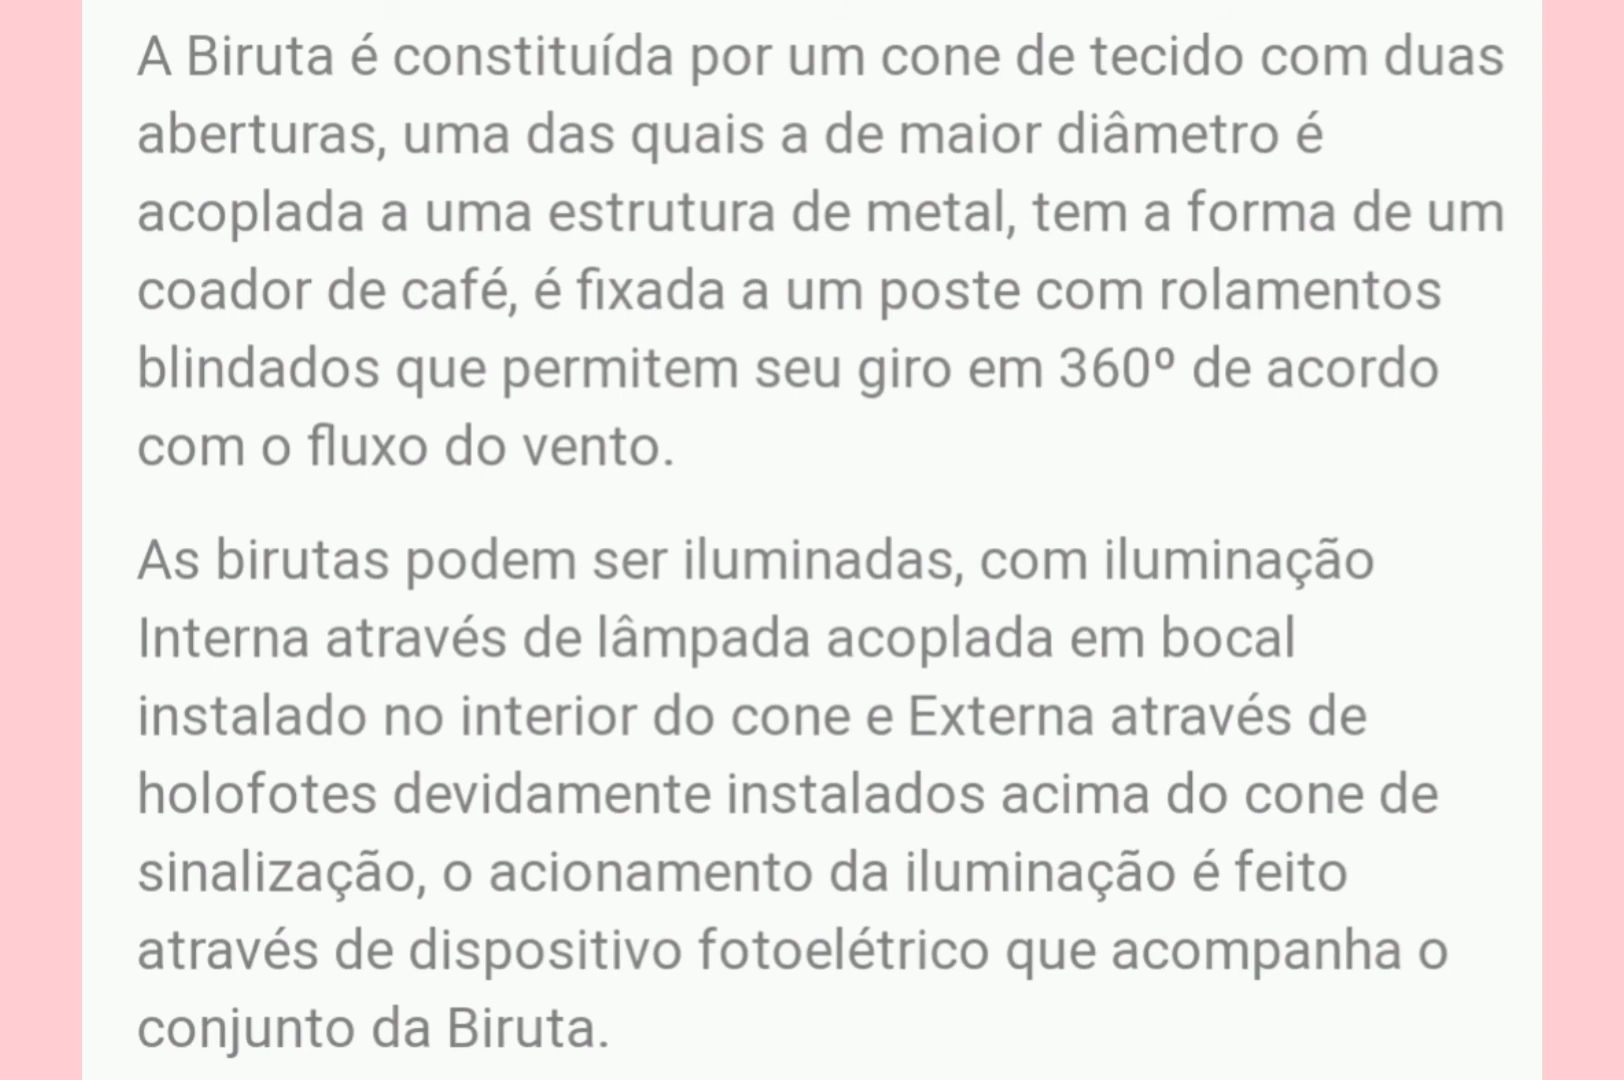 A Biruta é constituída por um cone de tecido com duas
aberturas, uma das quais a de maior diâmetro é
acoplada a uma estrutura de metal, tem a forma de um
coador de café, é fixada a um poste com rolamentos
blindados que permitem seu giro em 360º de acordo
com o fluxo do vento.
As birutas podem ser iluminadas, com iluminação
Interna através de lâmpada acoplada em bocal
instalado no interior do cone e Externa através de
holofotes devidamente instalados acima do cone de
sinalização, o acionamento da iluminação é feito
através de dispositivo fotoelétrico que acompanha o
conjunto da Biruta.